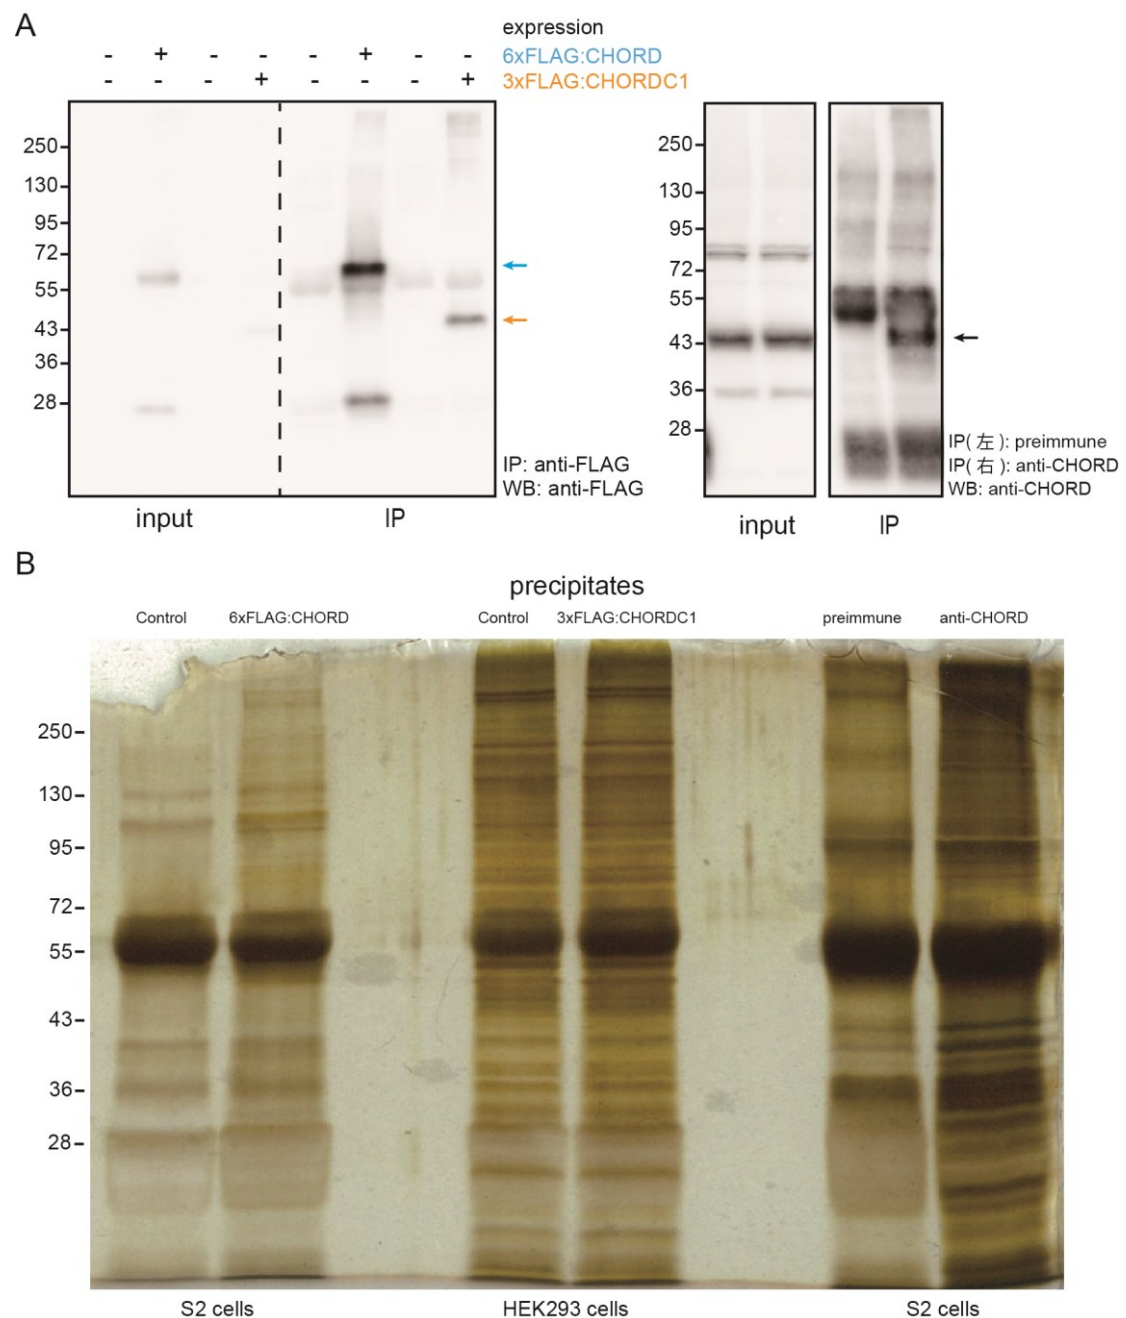 A
expression
- + - - - + - - 6xFLAG:CHORD
- - - + - - - + 3xFLAG:CHORDC1
250
130
95
72
55
43
36
28
IP: anti-FLAG
WB: anti-FLAG
input
IP
250
130
95
72
55
43
36
28
IP( 左 ): preimmune
IP( 右 ): anti-CHORD
WB: anti-CHORD
input
IP
B
precipitates
Control 6xFLAG:CHORD Control 3xFLAG:CHORDC1 preimmune anti-CHORD
250
130
95
72
55
43
36
28
S2 cells HEK293 cells S2 cells